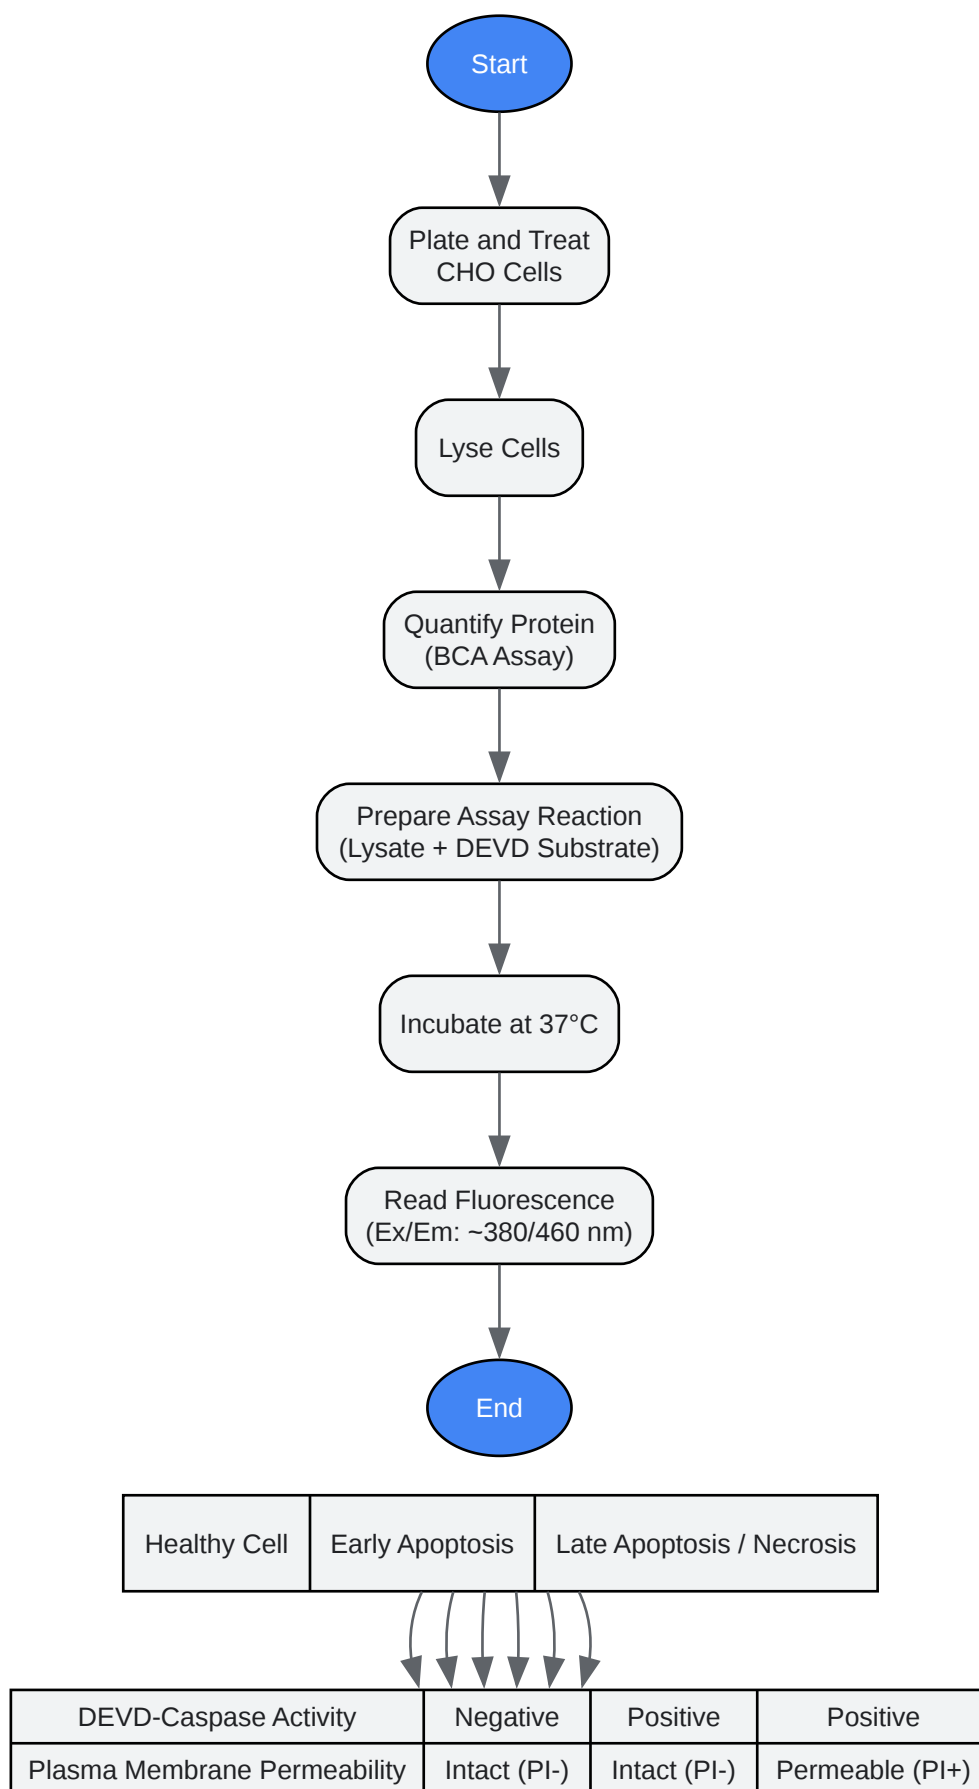 Start
Plate and Treat
CHO Cells
Lyse Cells
Quantify Protein
(BCA Assay)
Prepare Assay Reaction
(Lysate + DEVD Substrate)
Incubate at 37°C
Read Fluorescence
(Ex/Em: ~380/460 nm)
End
Healthy Cell Early Apoptosis Late Apoptosis / Necrosis
DEVD-Caspase Activity Negative Positive Positive
Plasma Membrane Permeability Intact (PI-) Intact (PI-) Permeable (PI+)